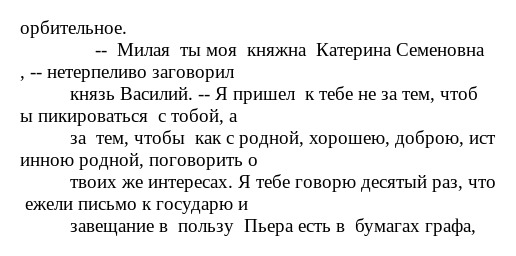 орбительное.
-- Милая ты моя княжна Катерина Семеновна
, -- нетерпеливо заговорил
князь Василий. -- Я пришел к тебе не за тем, чтоб
ы пикироваться с тобой, а
за тем, чтобы как с родной, хорошею, доброю, ист
инною родной, поговорить о
твоих же интересах. Я тебе говорю десятый раз, что
ежели письмо к государю и
завещание в пользу Пьера есть в бумагах графа,